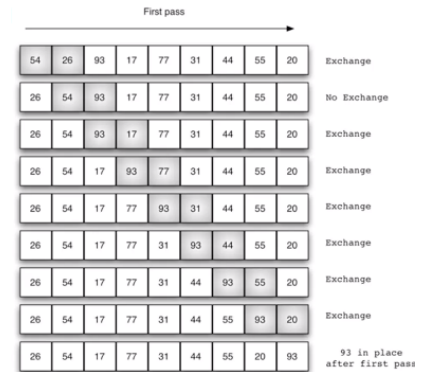 First pass
54 26 93 17 77 31 44 55 20 Exchange
26 54 93 17 77 31 44 55 20 No Exchange
26 54 93 17 77 31 44 55 20 Exchange
26 54 17 93 77 31 44 55 20 Exchange
26 54 17 77 93 31 44 55 20 Exchange
26 54 17 77 31 93 44 55 20 Exchange
26 54 17 77 31 44 93 55 20 Exchange
26 54 17 77 31 44 55 93 20 Exchange
26 54 17 77 31 44 55 20 93 93 in place
after first pass